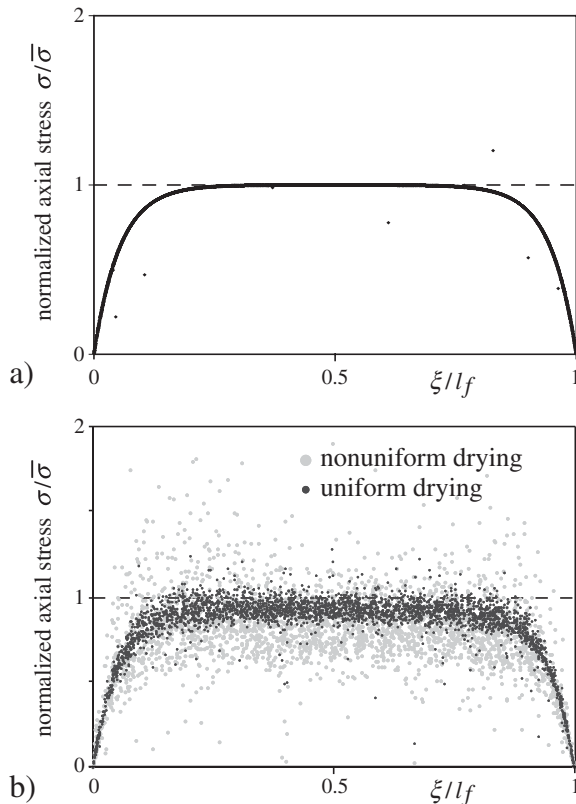 2
normalized axial stress σ/σ̅
1
0
a)
0
0.5
ξ/l_f
1
2
nonuniform drying
uniform drying
normalized axial stress σ/σ̅
1
0
b)
0
0.5
ξ/l_f
1